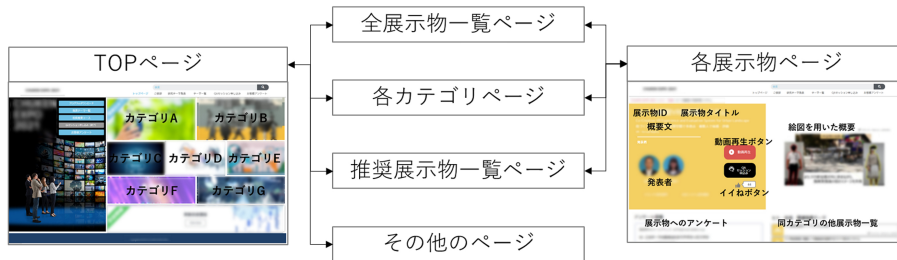 全展示物一覧ページ
TOPページ
各展示物ページ
各カテゴリページ
推奨展示物一覧ページ
その他のページ
カテゴリA
カテゴリB
カテゴリC
カテゴリD
カテゴリE
カテゴリF
カテゴリG
展示物ID
展示物タイトル
概要文
動画再生ボタン
絵図を用いた概要
発表者
イイねボタン
展示物へのアンケート
同カテゴリの他展示物一覧